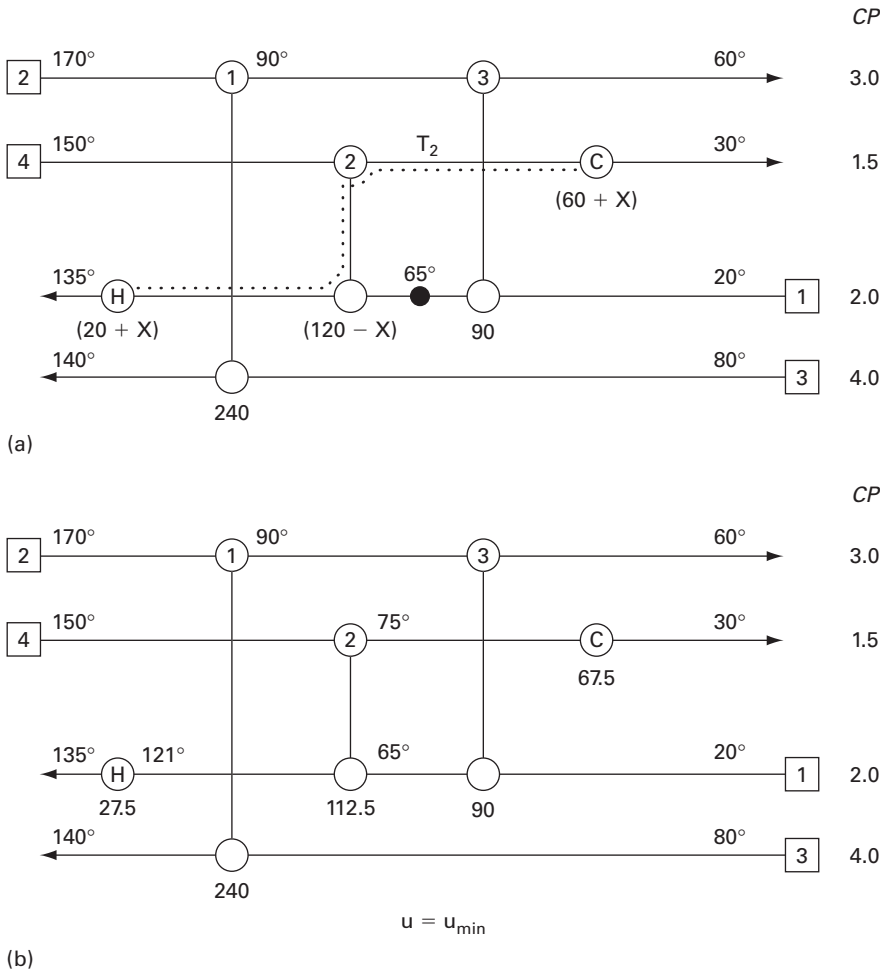 CP
170° 90° 60°
2 1 3 3.0
150° T₂ 30°
4 2 C 1.5
(60 + X)
135° 65° 20°
H 1 2.0
(20 + X) (120 − X) 90
140° 80°
3 4.0
240
(a)
CP
170° 90° 60°
2 1 3 3.0
150° 75° 30°
4 2 C 1.5
67.5
135° 121° 65° 20°
H 1 2.0
27.5 112.5 90
140° 80°
3 4.0
240
u = u_min
(b)